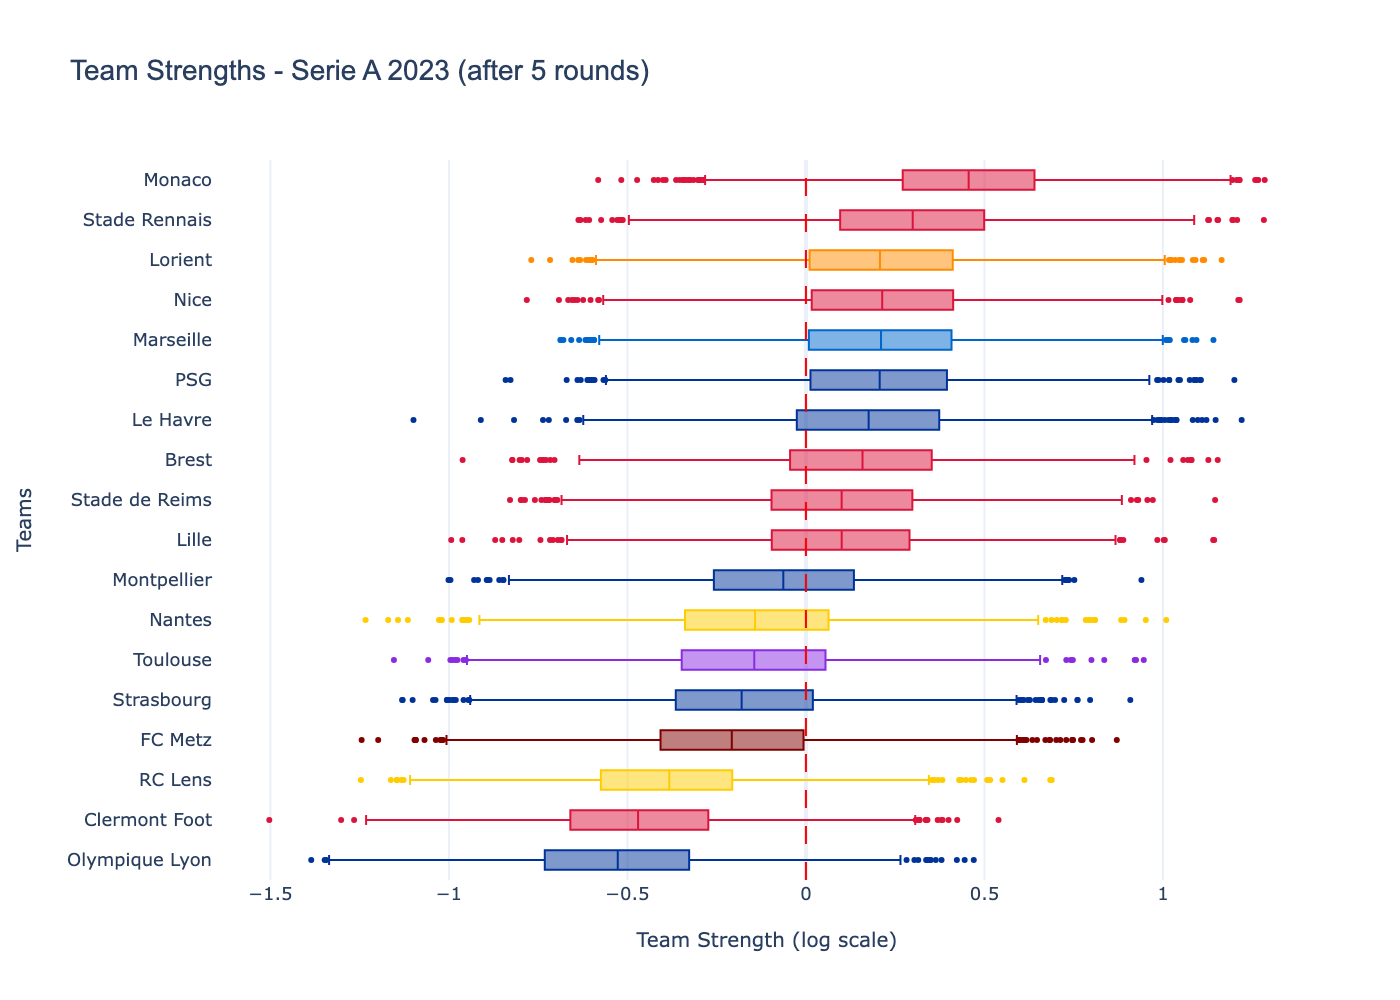 Team Strengths - Serie A 2023 (after 5 rounds)
Monaco
Stade Rennais
Lorient
Nice
Marseille
PSG
Le Havre
Brest
Stade de Reims
Lille
Montpellier
Nantes
Toulouse
Strasbourg
FC Metz
RC Lens
Clermont Foot
Olympique Lyon
Teams
−1.5 −1 −0.5 0 0.5 1
Team Strength (log scale)